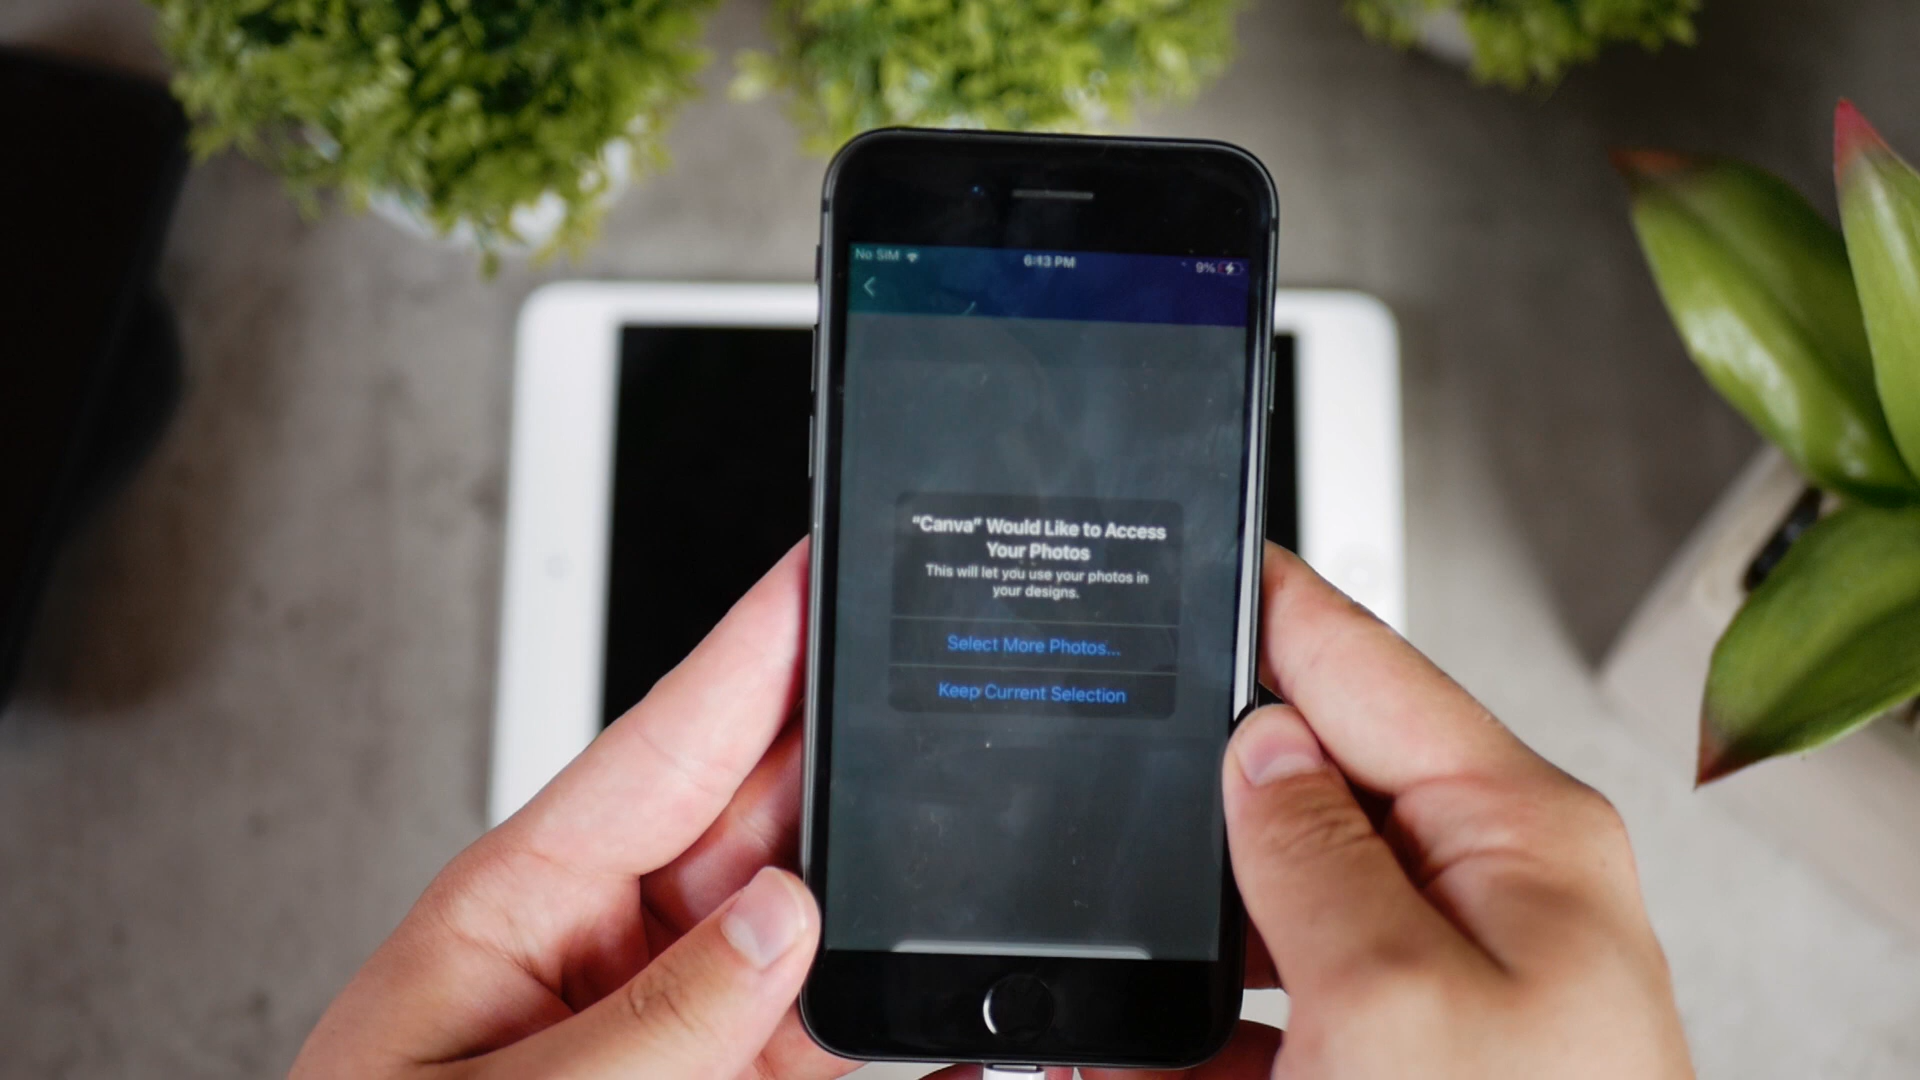 No SIM 6:13 PM 9%
“Canva” Would Like to Access
Your Photos
This will let you use your photos in
your designs.
Select More Photos...
Keep Current Selection